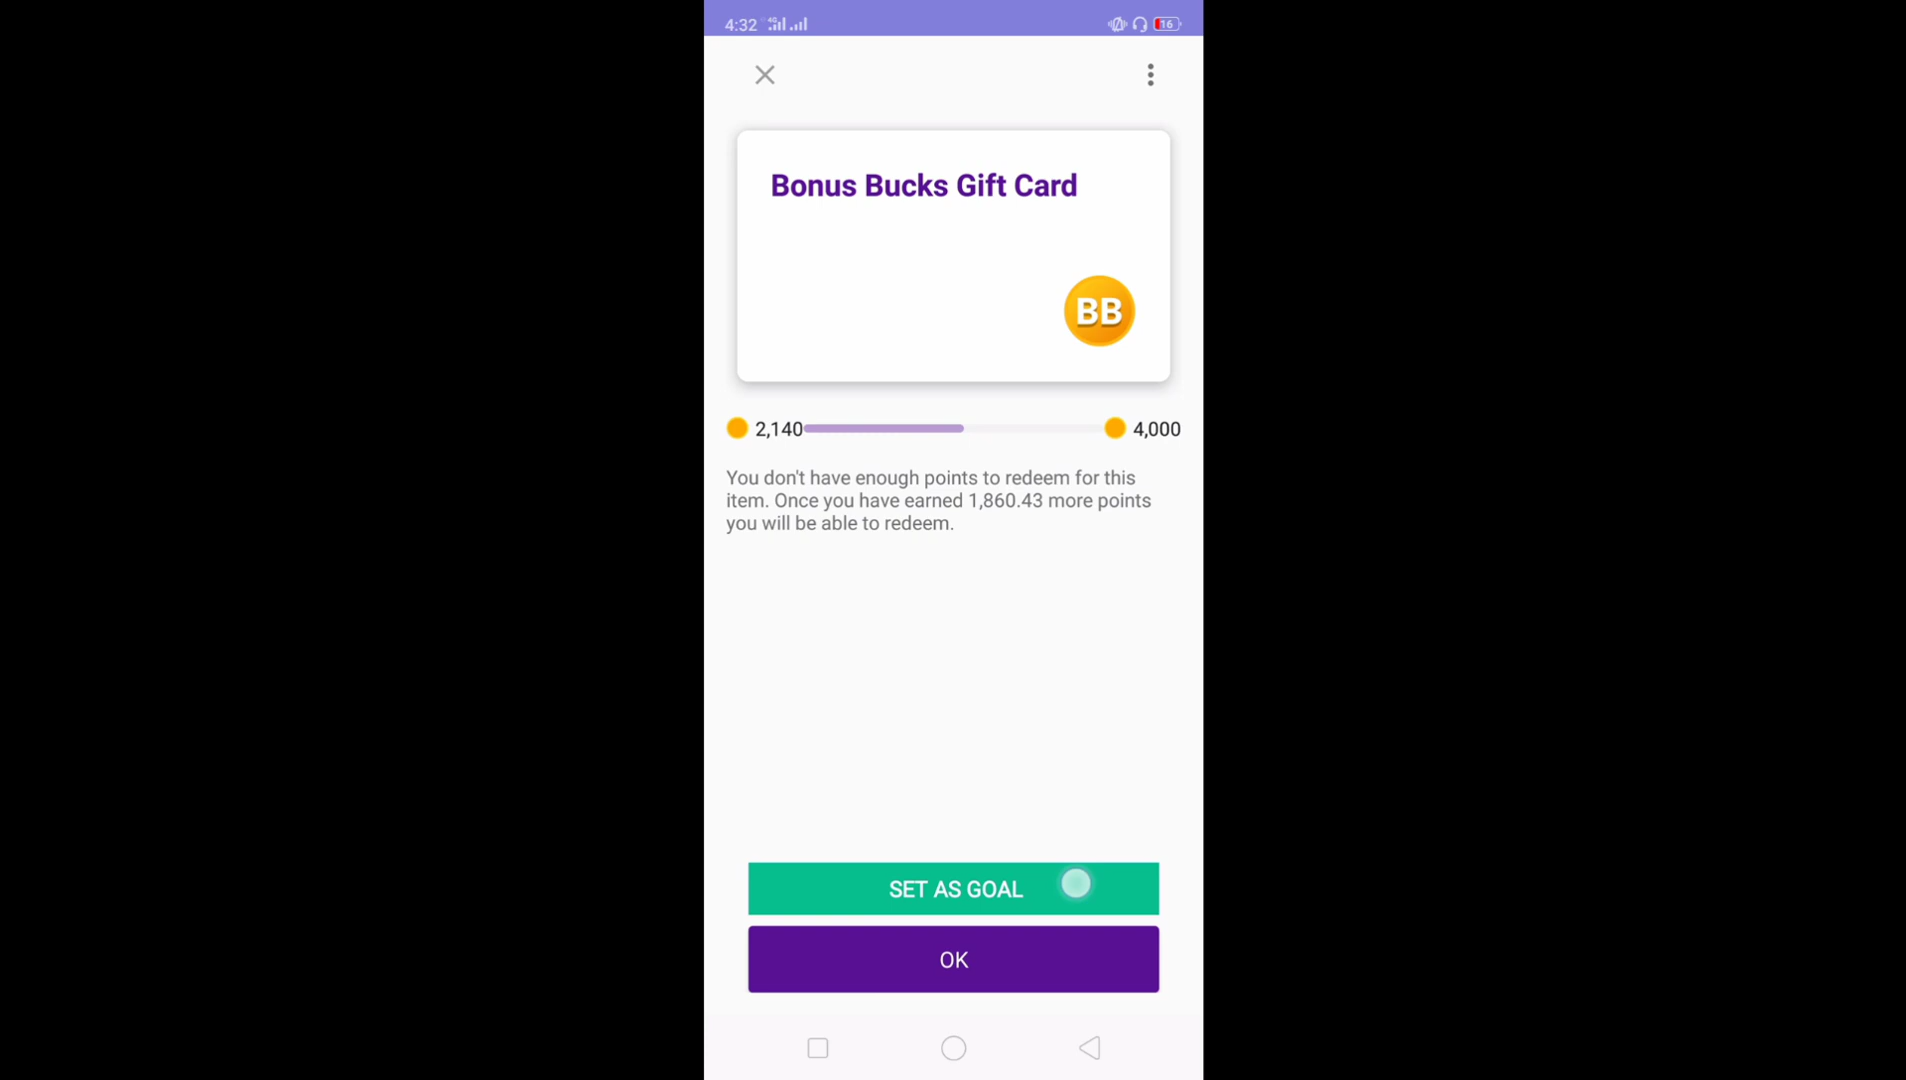 4:32 4G 16
Bonus Bucks Gift Card
BB
2,140 4,000
You don't have enough points to redeem for this
item. Once you have earned 1,860.43 more points
you will be able to redeem.
SET AS GOAL
OK